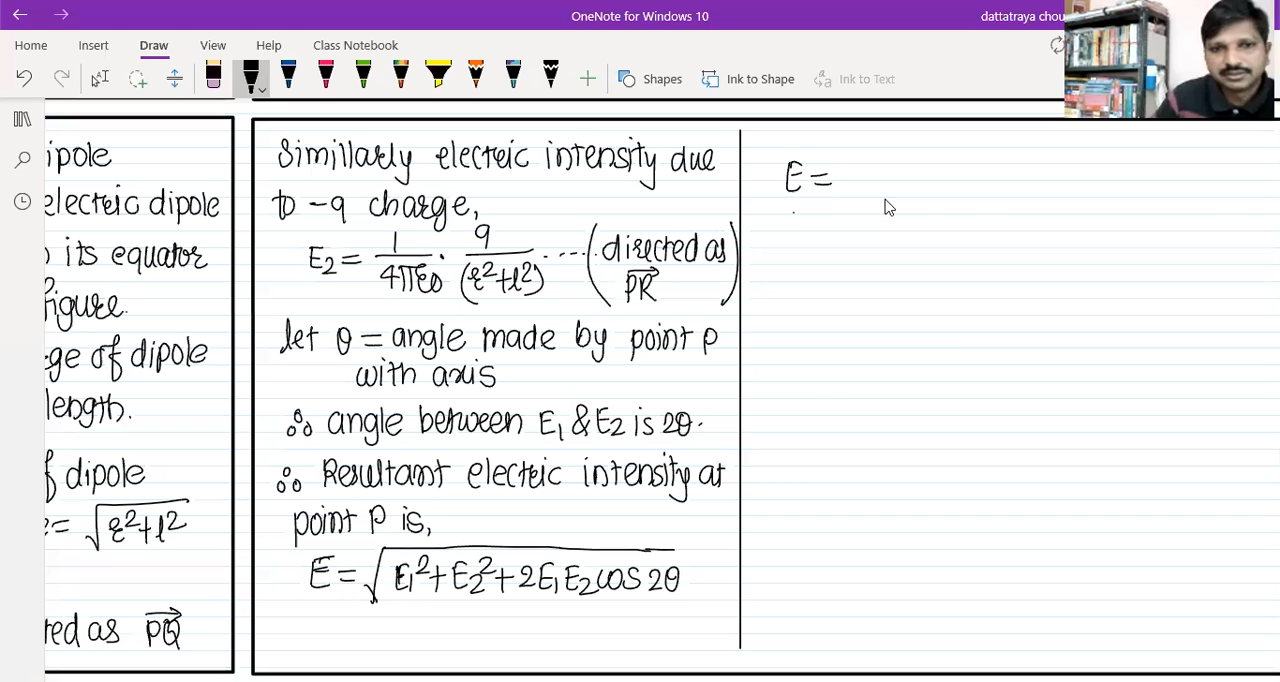 OneNote for Windows 10
dattatraya chou
Home Insert Draw View Help Class Notebook
Shapes Ink to Shape Ink to Text
ipole
electric dipole
its equator
figure.
ge of dipole
length.
f dipole
= √r²+l²
ted as PQ
Simillarly electric intensity due
to -q charge,
E₂ = 1/4πε₀ · q/(r²+l²) ---- (directed as PR)
let θ = angle made by point P
with axis
∴ angle between E₁ & E₂ is 2θ.
∴ Resultant electric intensity at
point P is,
E = √E₁²+E₂²+2E₁E₂cos 2θ
E =